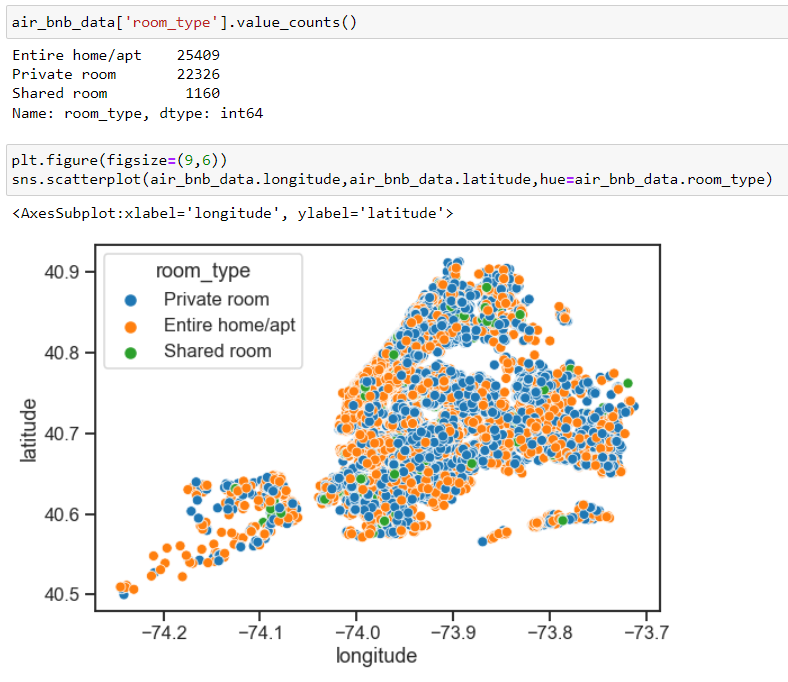 air_bnb_data['room_type'].value_counts()
Entire home/apt    25409
Private room       22326
Shared room         1160
Name: room_type, dtype: int64
plt.figure(figsize=(9,6))
sns.scatterplot(air_bnb_data.longitude,air_bnb_data.latitude,hue=air_bnb_data.room_type)
<AxesSubplot:xlabel='longitude', ylabel='latitude'>
room_type
Private room
Entire home/apt
Shared room
40.9
40.8
40.7
40.6
40.5
latitude
−74.2 −74.1 −74.0 −73.9 −73.8 −73.7
longitude